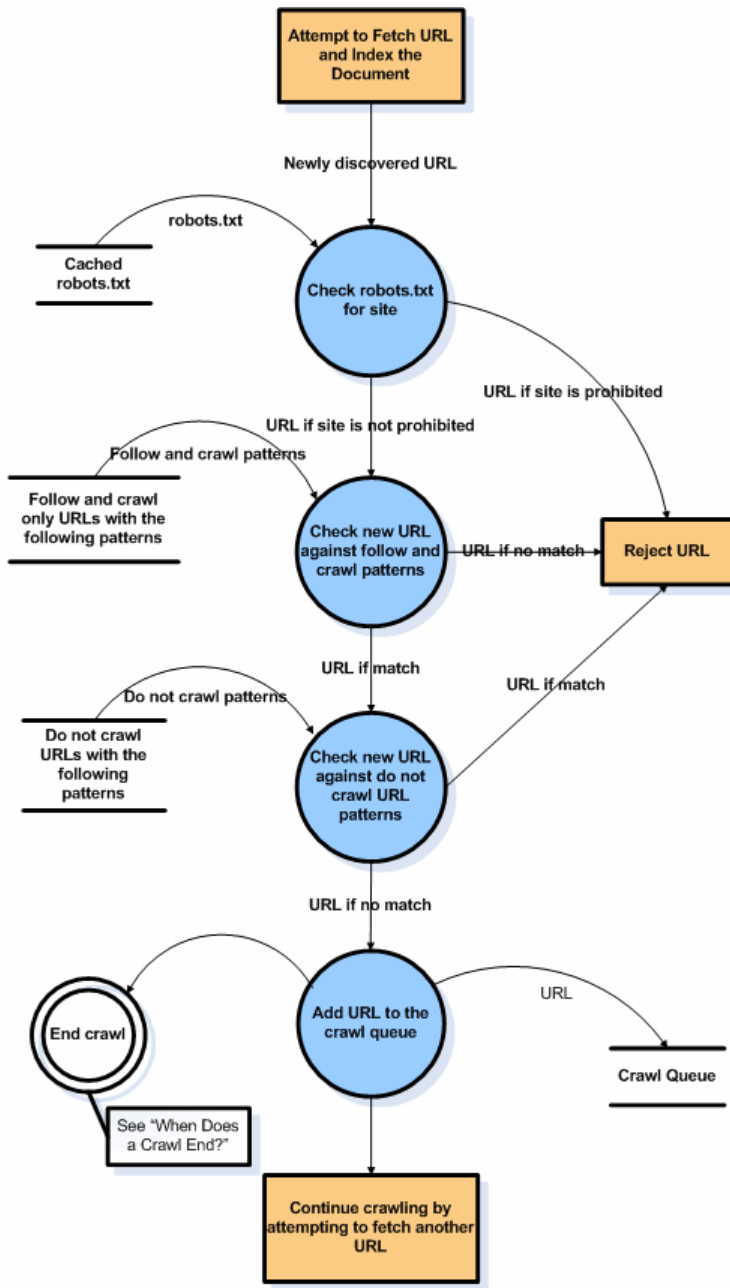 Attempt to Fetch URL
and Index the
Document
Newly discovered URL
robots.txt
Cached
robots.txt
Check robots.txt
for site
URL if site is prohibited
URL if site is not prohibited
Follow and crawl patterns
Follow and crawl
only URLs with the
following patterns
Check new URL
against follow and
crawl patterns
URL if no match
Reject URL
URL if match
URL if match
Do not crawl patterns
Do not crawl
URLs with the
following
patterns
Check new URL
against do not
crawl URL
patterns
URL if no match
End crawl
Add URL to the
crawl queue
URL
Crawl Queue
See “When Does
a Crawl End?”
Continue crawling by
attempting to fetch another
URL